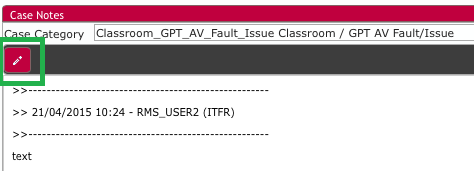 Case Notes
Case Category Classroom_GPT_AV_Fault_Issue Classroom / GPT AV Fault/Issue
>>--------------------------------------------------
>> 21/04/2015 10:24 - RMS_USER2 (ITFR)
>>--------------------------------------------------
text